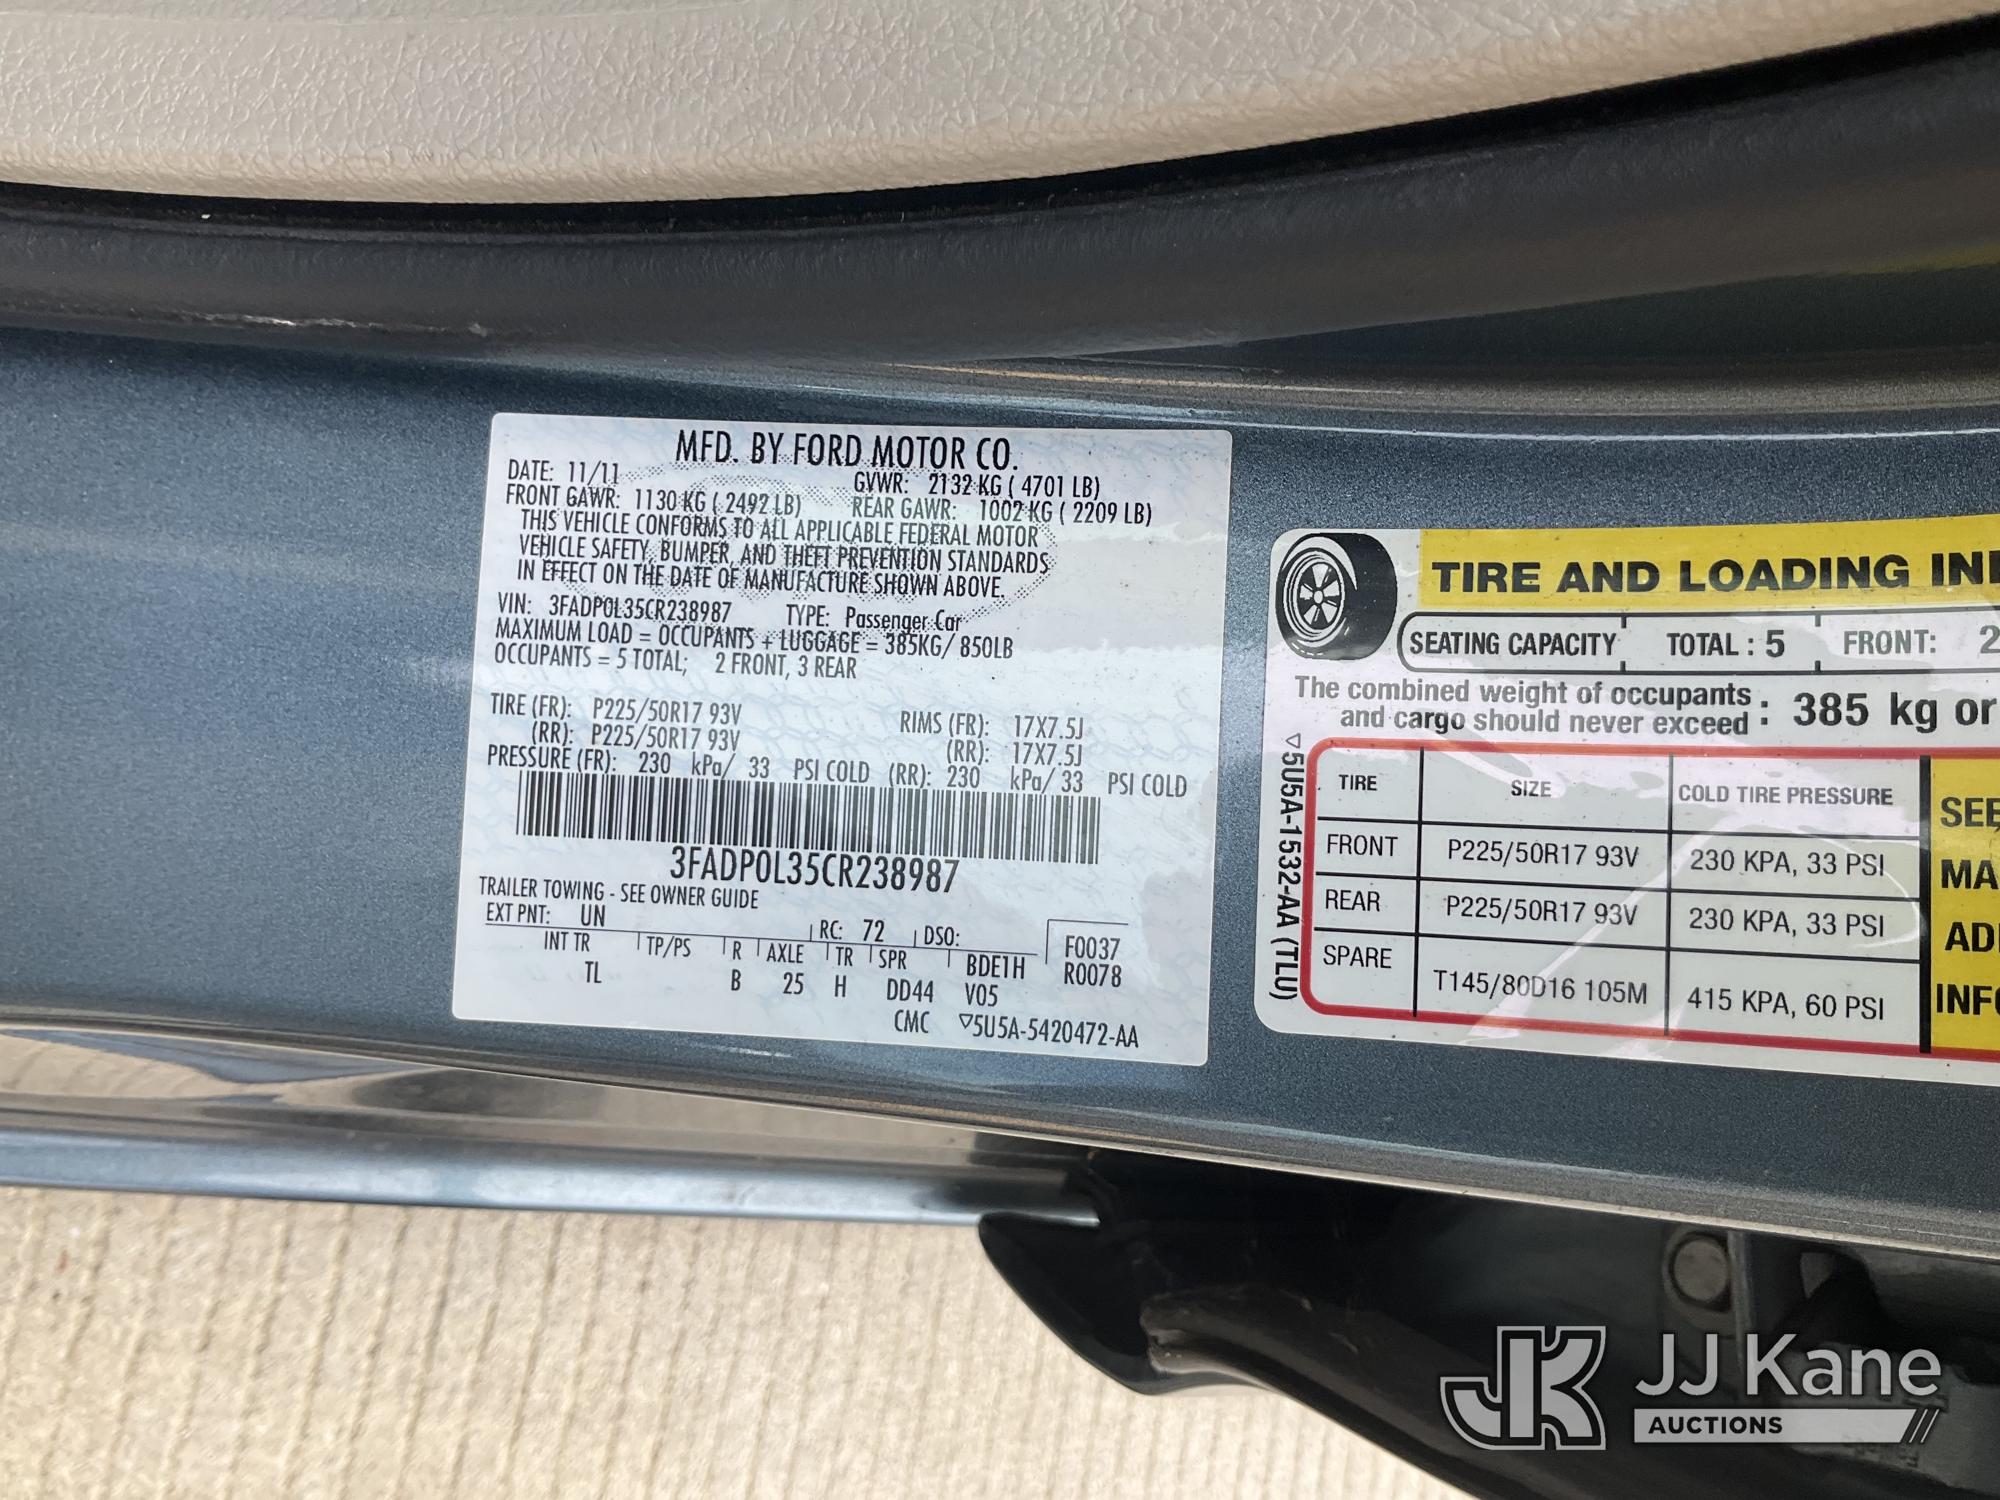 MFD. BY FORD MOTOR CO.
DATE: 11/11 GVWR: 2132 KG ( 4701 LB)
FRONT GAWR: 1130 KG ( 2492 LB) REAR GAWR: 1002 KG ( 2209 LB)
THIS VEHICLE CONFORMS TO ALL APPLICABLE FEDERAL MOTOR
VEHICLE SAFETY, BUMPER, AND THEFT PREVENTION STANDARDS
IN EFFECT ON THE DATE OF MANUFACTURE SHOWN ABOVE.
VIN: 3FADP0L35CR238987 TYPE: Passenger Car
MAXIMUM LOAD = OCCUPANTS + LUGGAGE = 385KG/ 850LB
OCCUPANTS = 5 TOTAL; 2 FRONT, 3 REAR
TIRE (FR): P225/50R17 93V RIMS (FR): 17X7.5J
(RR): P225/50R17 93V (RR): 17X7.5J
PRESSURE (FR): 230 kPa/ 33 PSI COLD (RR): 230 kPa/ 33 PSI COLD
3FADP0L35CR238987
TRAILER TOWING - SEE OWNER GUIDE
EXT PNT: UN RC: 72 DSO: F0037
INT TR TP/PS R AXLE TR SPR BDE1H R0078
TL B 25 H DD44 V05
CMC ▽5U5A-5420472-AA
TIRE AND LOADING INF
SEATING CAPACITY TOTAL : 5 FRONT: 2
The combined weight of occupants
and cargo should never exceed : 385 kg or
▽5U5A-1532-AA (TLU)
TIRE SIZE COLD TIRE PRESSURE
FRONT P225/50R17 93V 230 KPA, 33 PSI
REAR P225/50R17 93V 230 KPA, 33 PSI
SPARE T145/80D16 105M 415 KPA, 60 PSI
SEE
MA
ADI
INFO
JK JJ Kane
AUCTIONS